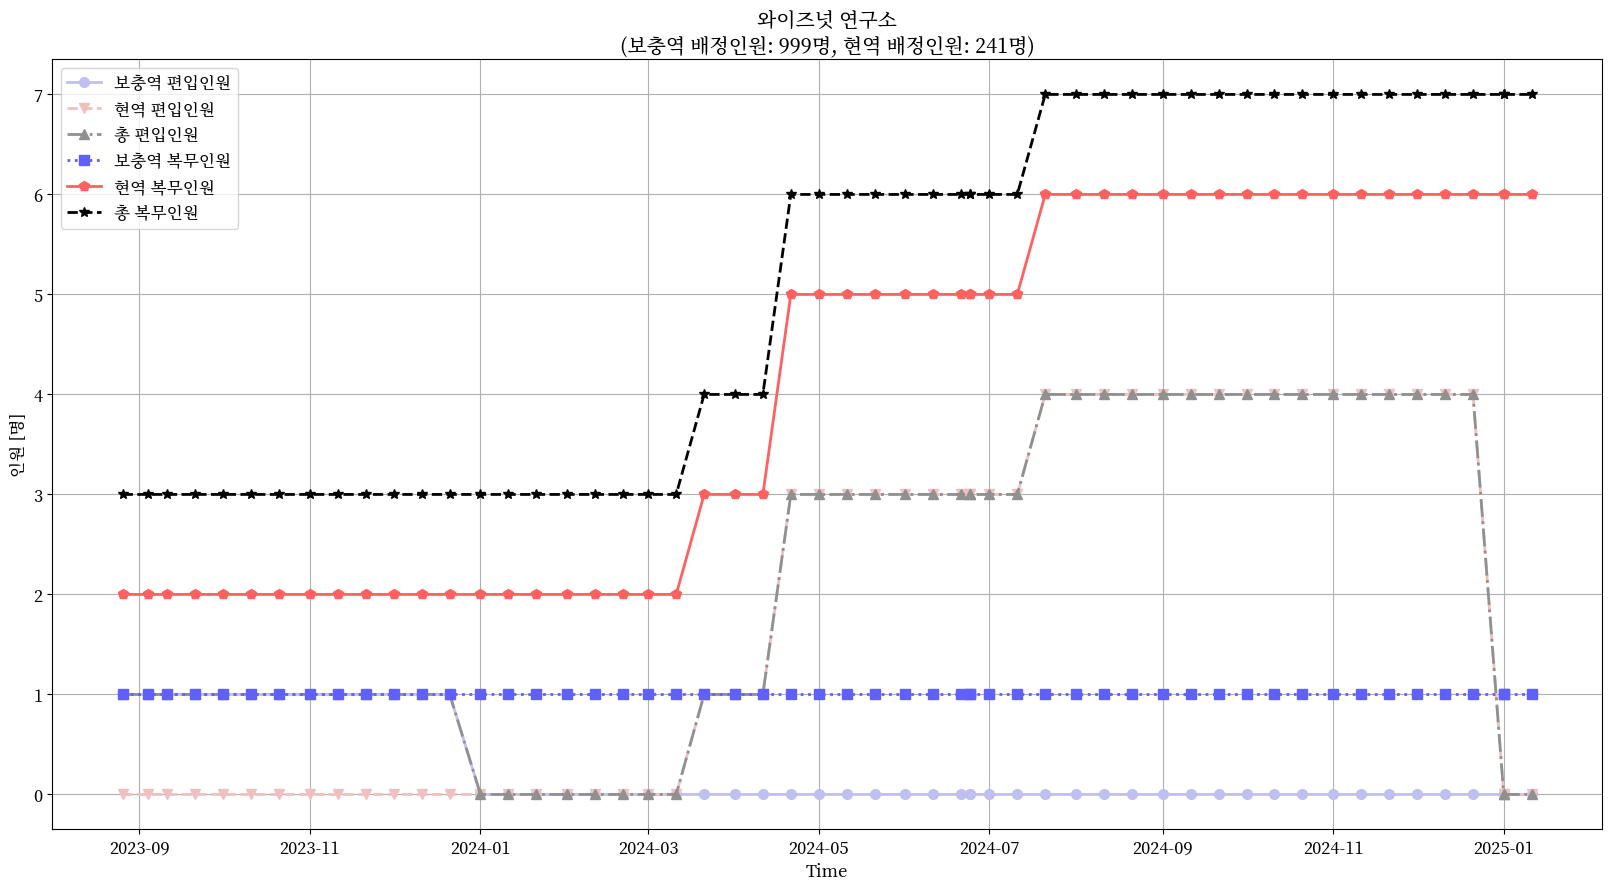 와이즈넛 연구소
(보충역 배정인원: 999명, 현역 배정인원: 241명)
보충역 편입인원
현역 편입인원
총 편입인원
보충역 복무인원
현역 복무인원
총 복무인원
7
6
5
4
3
2
1
0
인원 [명]
2023-09
2023-11
2024-01
2024-03
2024-05
2024-07
2024-09
2024-11
2025-01
Time